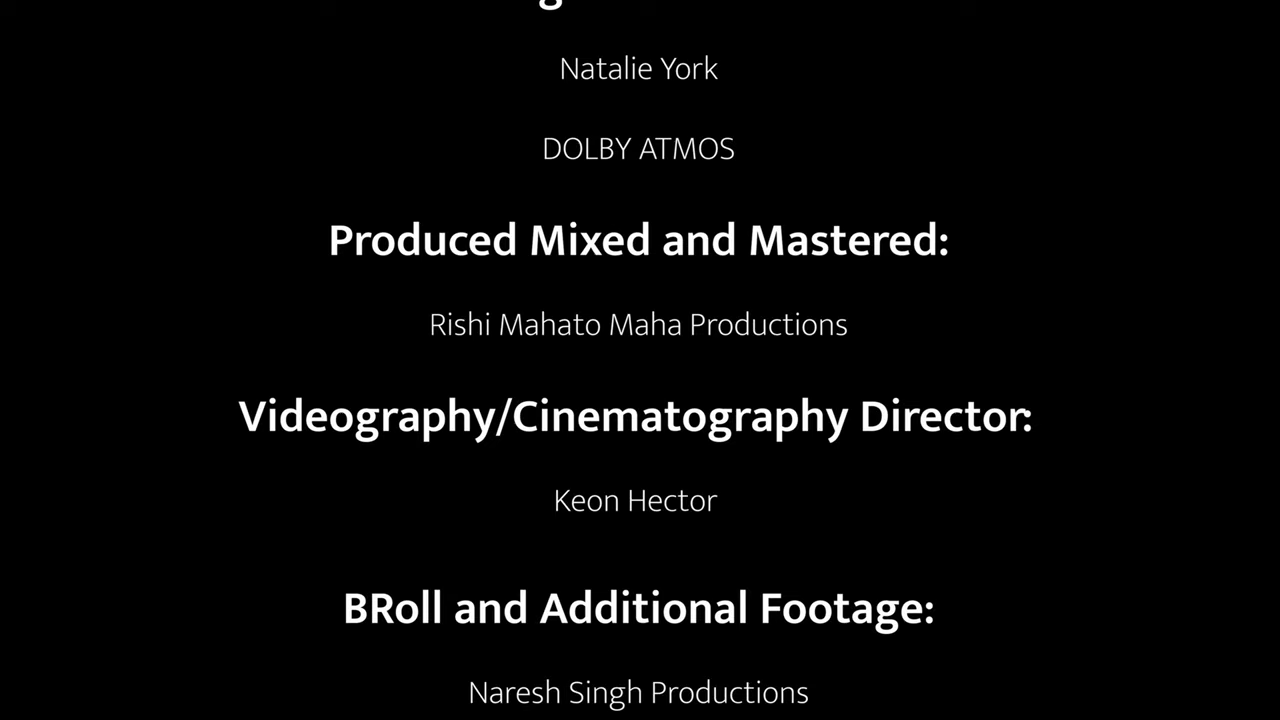 Natalie York
DOLBY ATMOS
Produced Mixed and Mastered:
Rishi Mahato Maha Productions
Videography/Cinematography Director:
Keon Hector
BRoll and Additional Footage:
Naresh Singh Productions